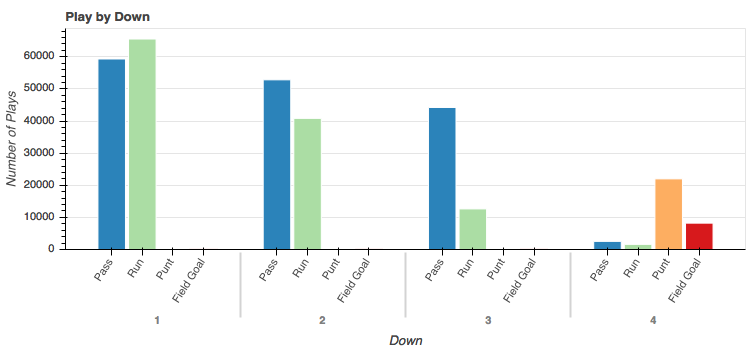 Play by Down
Number of Plays
60000
50000
40000
30000
20000
10000
0
Pass Run Punt Field Goal Pass Run Punt Field Goal Pass Run Punt Field Goal Pass Run Punt Field Goal
1 2 3 4
Down